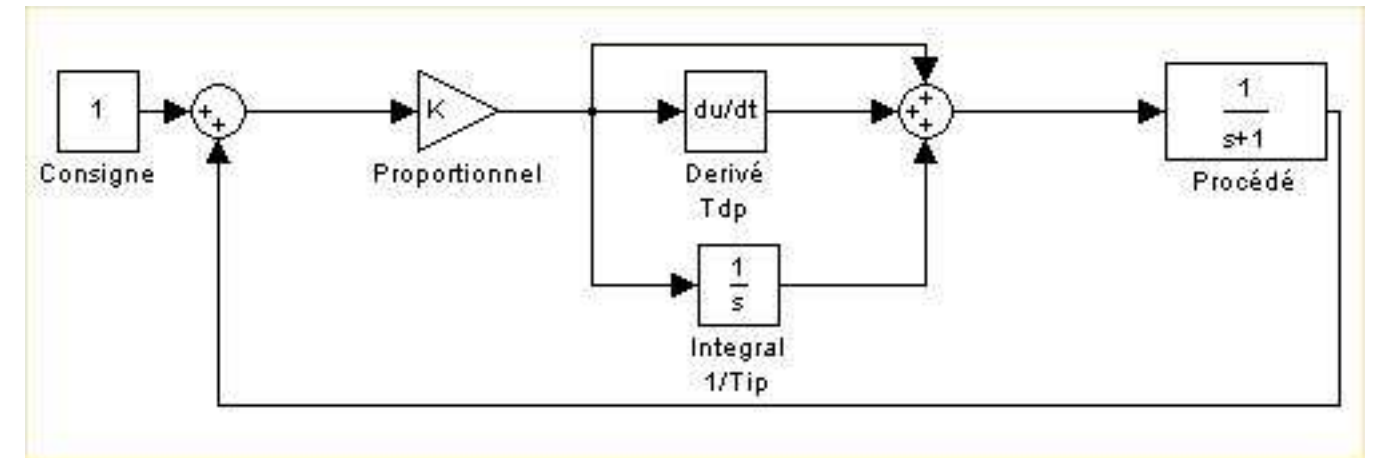 1
Consigne
+
+
K
Proportionnel
du/dt
Derivé
Tdp
1
s
Integral
1/Tip
+
+
+
1
s+1
Procédé